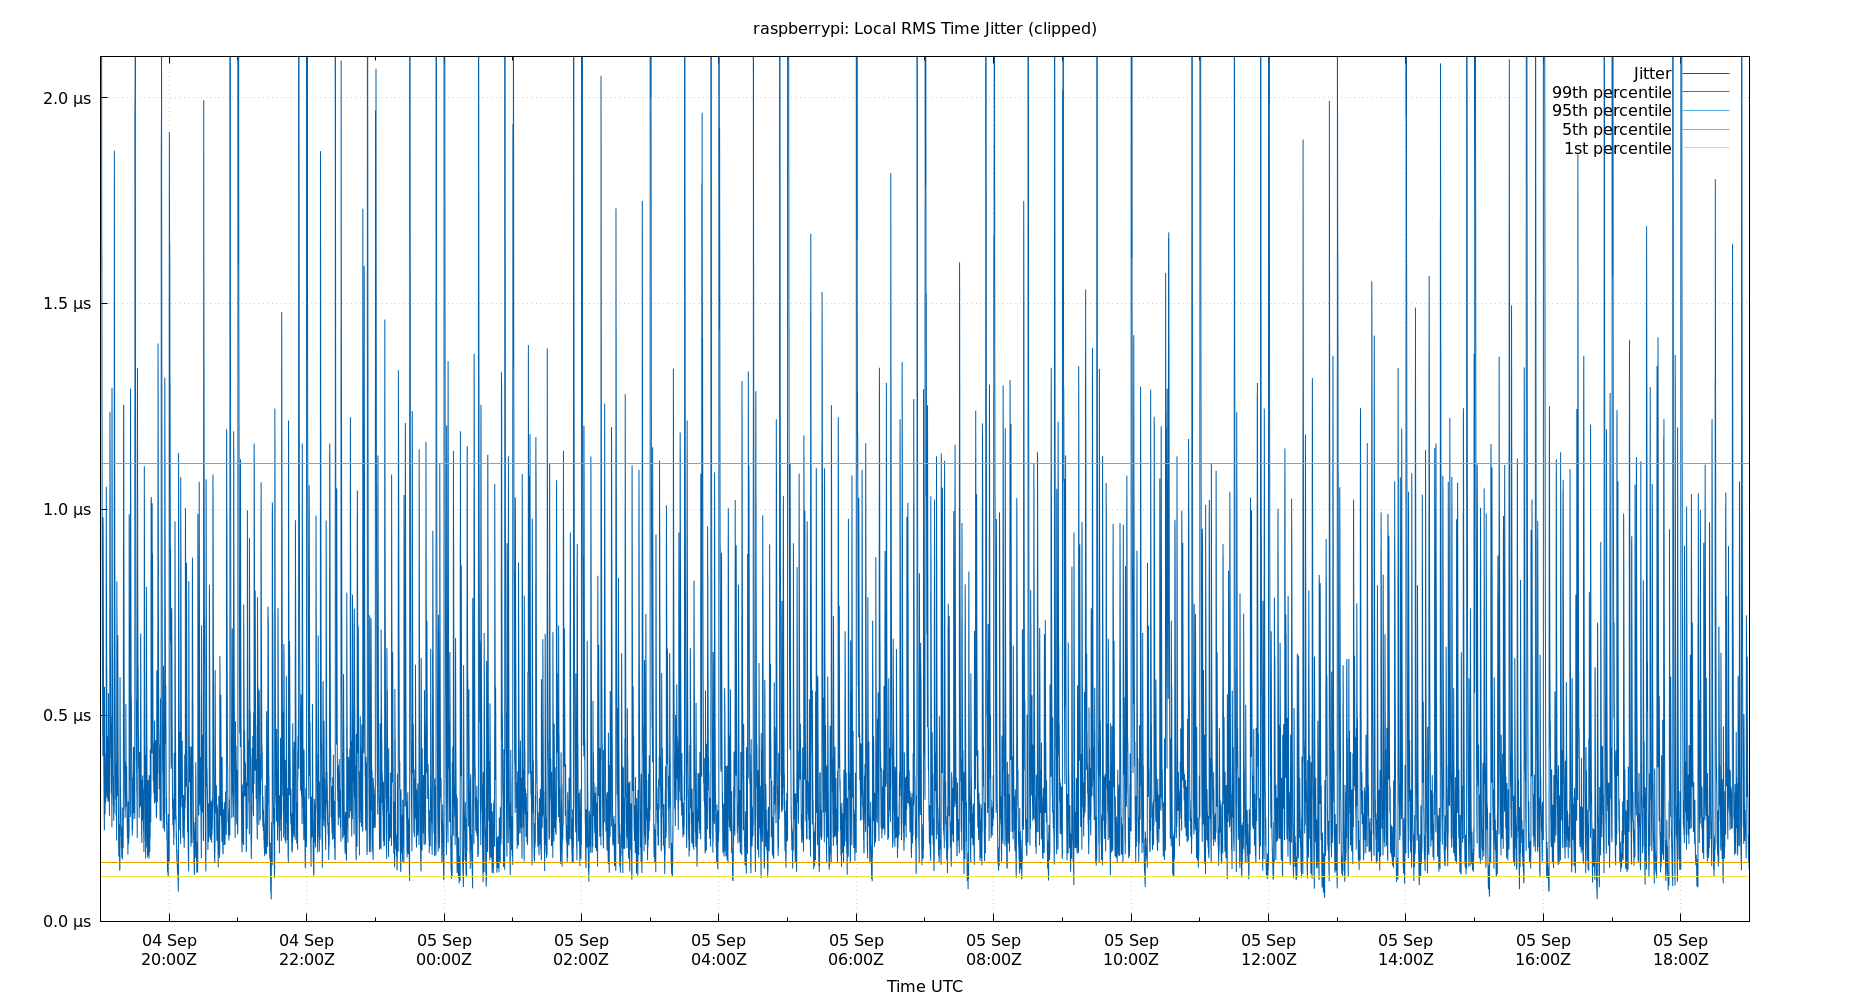 raspberrypi: Local RMS Time Jitter (clipped)
Jitter
99th percentile
95th percentile
5th percentile
1st percentile
2.0 µs
1.5 µs
1.0 µs
0.5 µs
0.0 µs
04 Sep 04 Sep 05 Sep 05 Sep 05 Sep 05 Sep 05 Sep 05 Sep 05 Sep 05 Sep 05 Sep 05 Sep
20:00Z 22:00Z 00:00Z 02:00Z 04:00Z 06:00Z 08:00Z 10:00Z 12:00Z 14:00Z 16:00Z 18:00Z
Time UTC